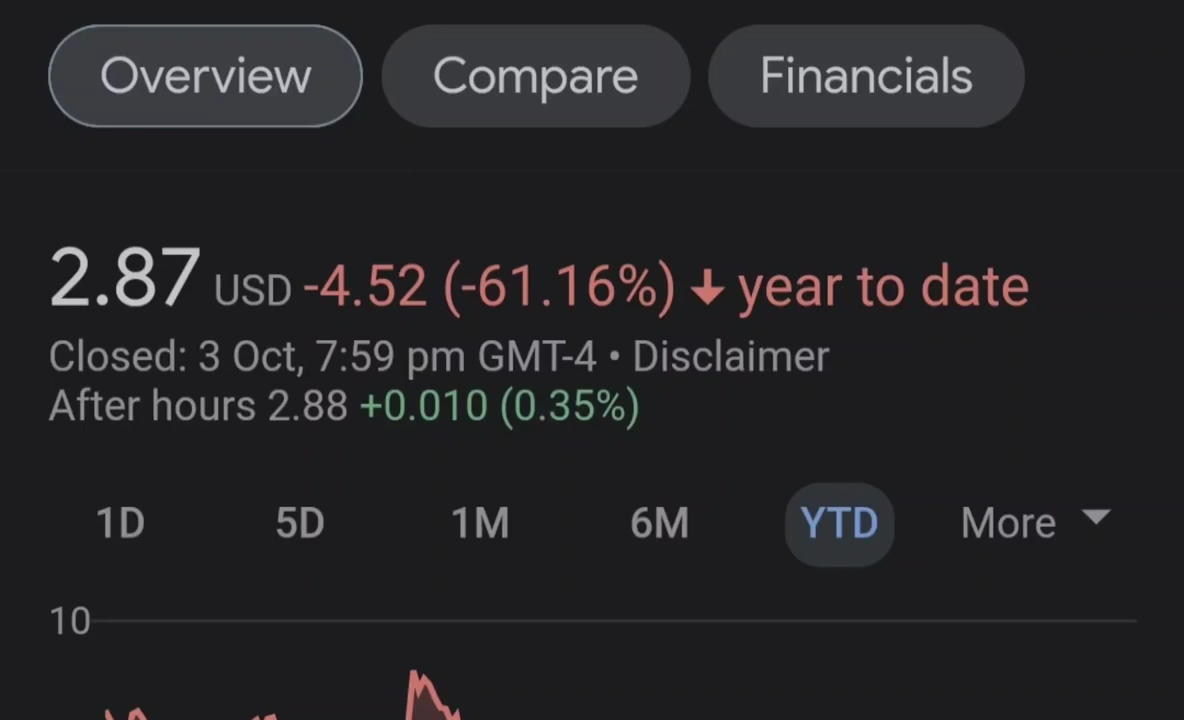 Overview Compare Financials
2.87 USD -4.52 (-61.16%) ↓ year to date
Closed: 3 Oct, 7:59 pm GMT-4 • Disclaimer
After hours 2.88 +0.010 (0.35%)
1D 5D 1M 6M YTD More
10